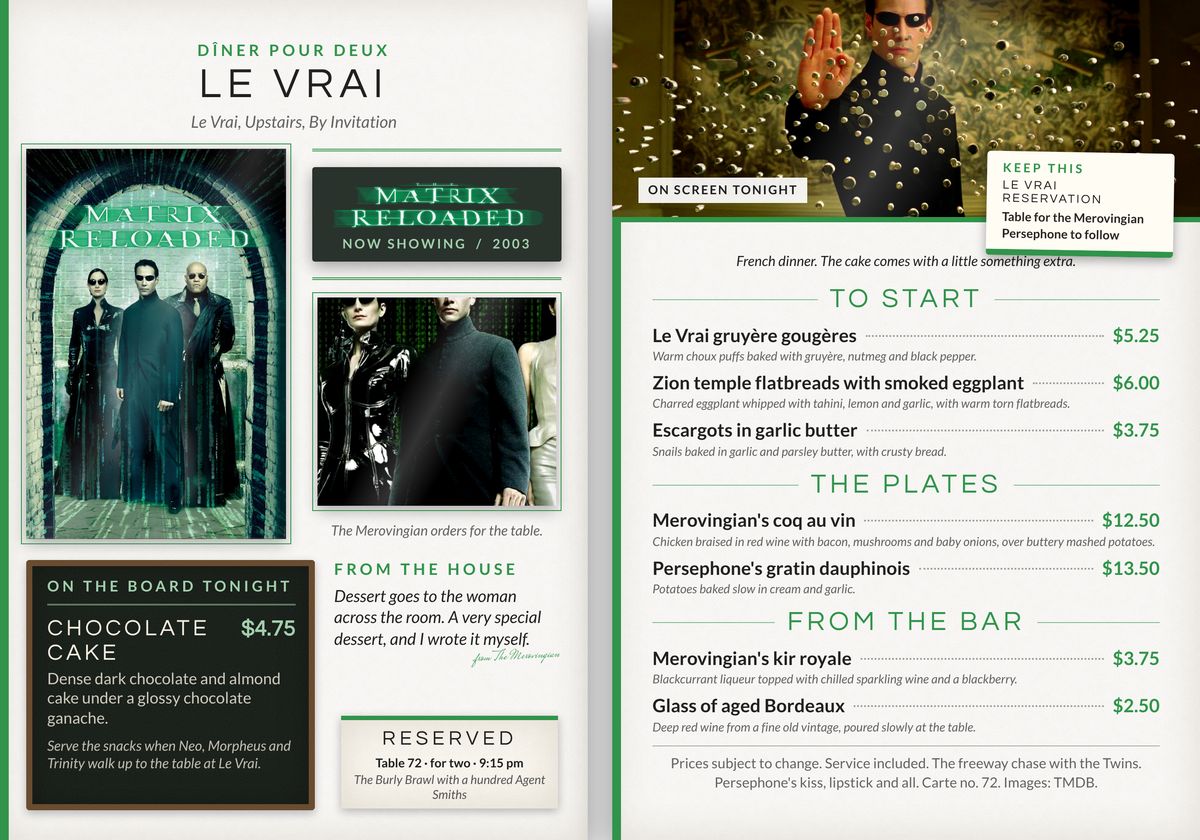 DÎNER POUR DEUX
LE VRAI
Le Vrai, Upstairs, By Invitation
THE
MATRIX
RELOADED
THE
MATRIX
RELOADED
NOW SHOWING / 2003
The Merovingian orders for the table.
ON THE BOARD TONIGHT
CHOCOLATE CAKE $4.75
Dense dark chocolate and almond
cake under a glossy chocolate
ganache.
Serve the snacks when Neo, Morpheus and
Trinity walk up to the table at Le Vrai.
FROM THE HOUSE
Dessert goes to the woman
across the room. A very special
dessert, and I wrote it myself.
from The Merovingian
RESERVED
Table 72 · for two · 9:15 pm
The Burly Brawl with a hundred Agent
Smiths
ON SCREEN TONIGHT
KEEP THIS
LE VRAI
RESERVATION
Table for the Merovingian
Persephone to follow
French dinner. The cake comes with a little something extra.
TO START
Le Vrai gruyère gougères $5.25
Warm choux puffs baked with gruyère, nutmeg and black pepper.
Zion temple flatbreads with smoked eggplant $6.00
Charred eggplant whipped with tahini, lemon and garlic, with warm torn flatbreads.
Escargots in garlic butter $3.75
Snails baked in garlic and parsley butter, with crusty bread.
THE PLATES
Merovingian's coq au vin $12.50
Chicken braised in red wine with bacon, mushrooms and baby onions, over buttery mashed potatoes.
Persephone's gratin dauphinois $13.50
Potatoes baked slow in cream and garlic.
FROM THE BAR
Merovingian's kir royale $3.75
Blackcurrant liqueur topped with chilled sparkling wine and a blackberry.
Glass of aged Bordeaux $2.50
Deep red wine from a fine old vintage, poured slowly at the table.
Prices subject to change. Service included. The freeway chase with the Twins.
Persephone's kiss, lipstick and all. Carte no. 72. Images: TMDB.